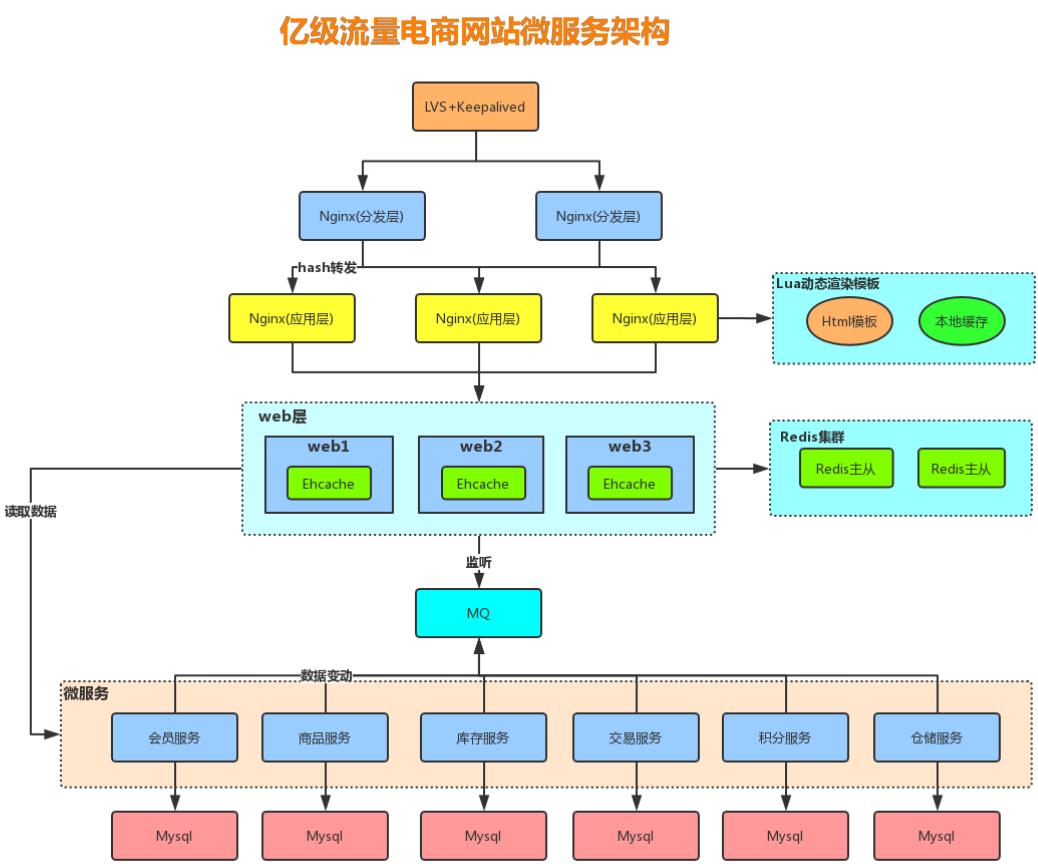 亿级流量电商网站微服务架构
LVS+Keepalived
Nginx(分发层)
Nginx(分发层)
hash转发
Nginx(应用层)
Nginx(应用层)
Nginx(应用层)
Lua动态渲染模板
Html模板
本地缓存
web层
web1
web2
web3
Ehcache
Ehcache
Ehcache
Redis集群
Redis主从
Redis主从
读取数据
监听
MQ
数据变动
微服务
会员服务
商品服务
库存服务
交易服务
积分服务
仓储服务
Mysql
Mysql
Mysql
Mysql
Mysql
Mysql